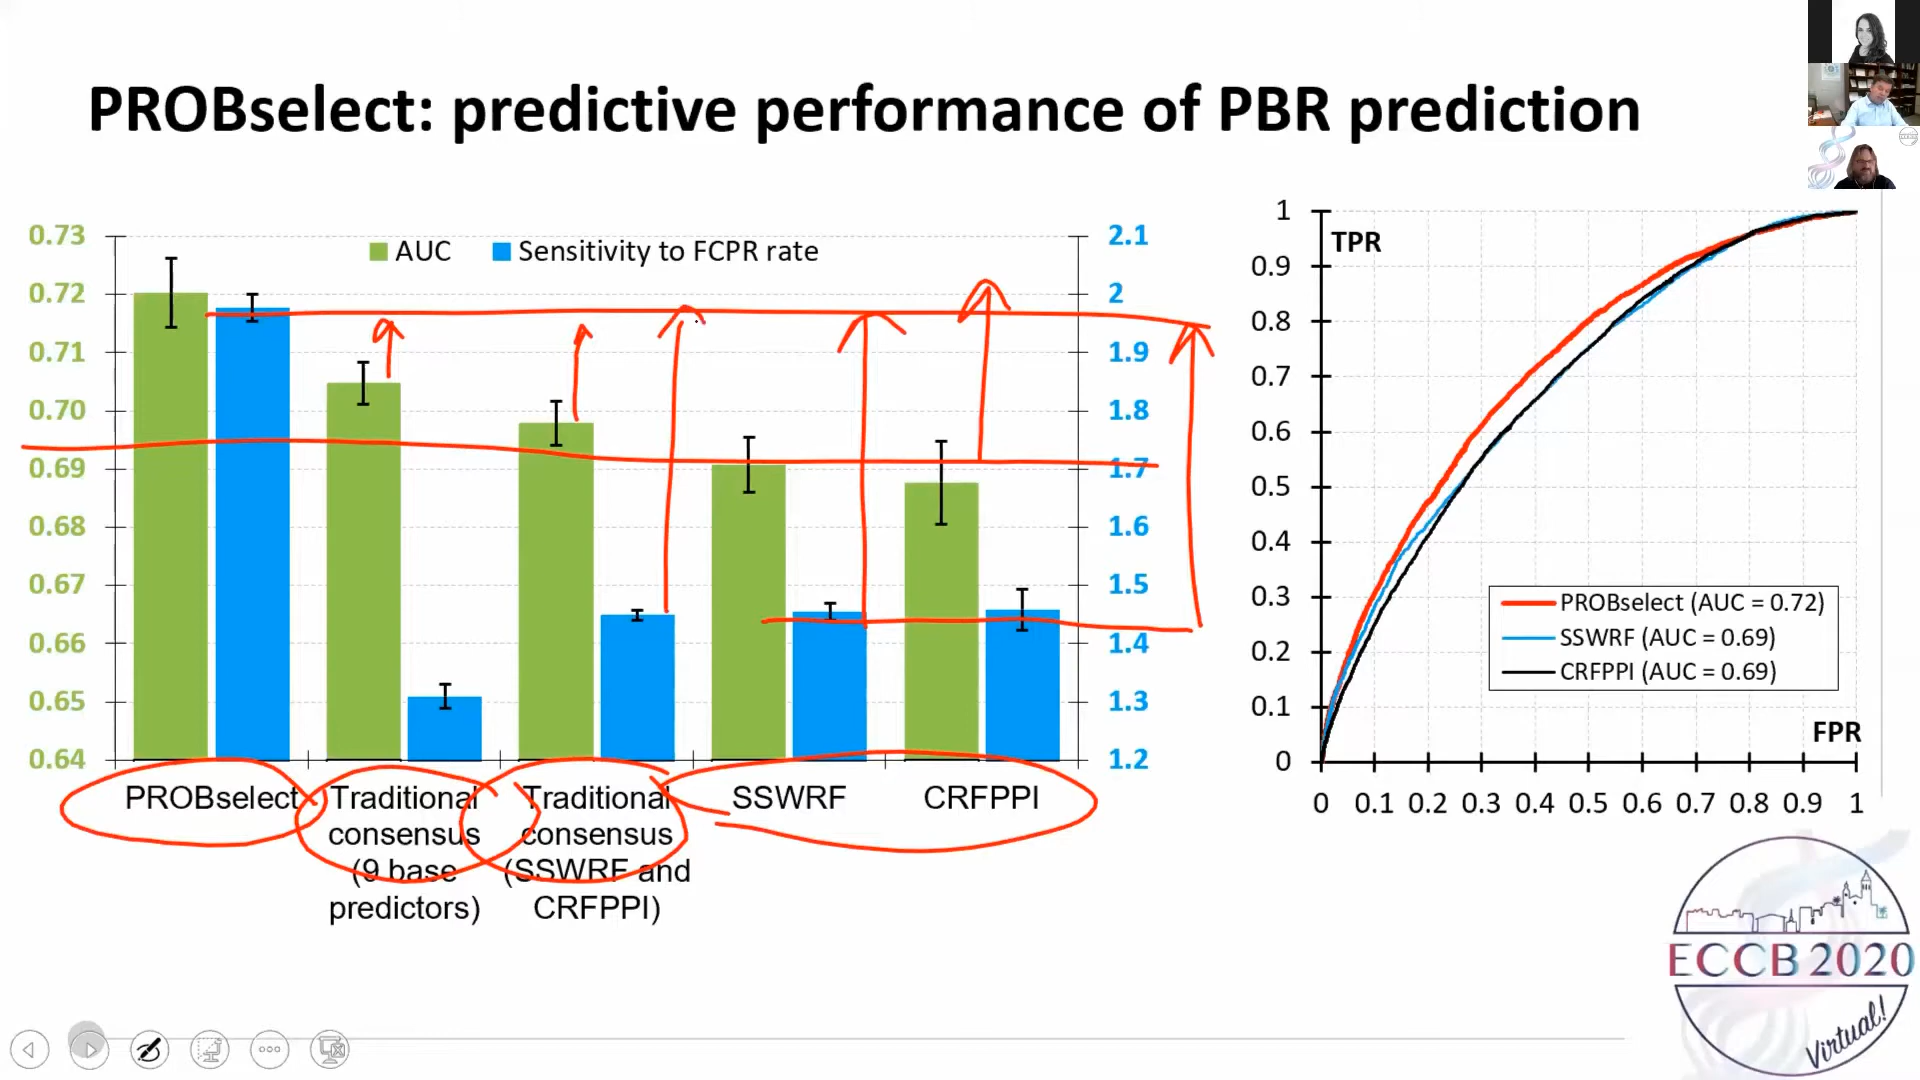 PROBselect: predictive performance of PBR prediction
AUC
Sensitivity to FCPR rate
0.73
0.72
0.71
0.70
0.69
0.68
0.67
0.66
0.65
0.64
2.1
2
1.9
1.8
1.7
1.6
1.5
1.4
1.3
1.2
PROBselect
Traditional
consensus
(9 base
predictors)
Traditional
consensus
(SSWRF and
CRFPPI)
SSWRF
CRFPPI
TPR
1
0.9
0.8
0.7
0.6
0.5
0.4
0.3
0.2
0.1
0
PROBselect (AUC = 0.72)
SSWRF (AUC = 0.69)
CRFPPI (AUC = 0.69)
FPR
0 0.1 0.2 0.3 0.4 0.5 0.6 0.7 0.8 0.9 1
ECCB 2020
Virtual!